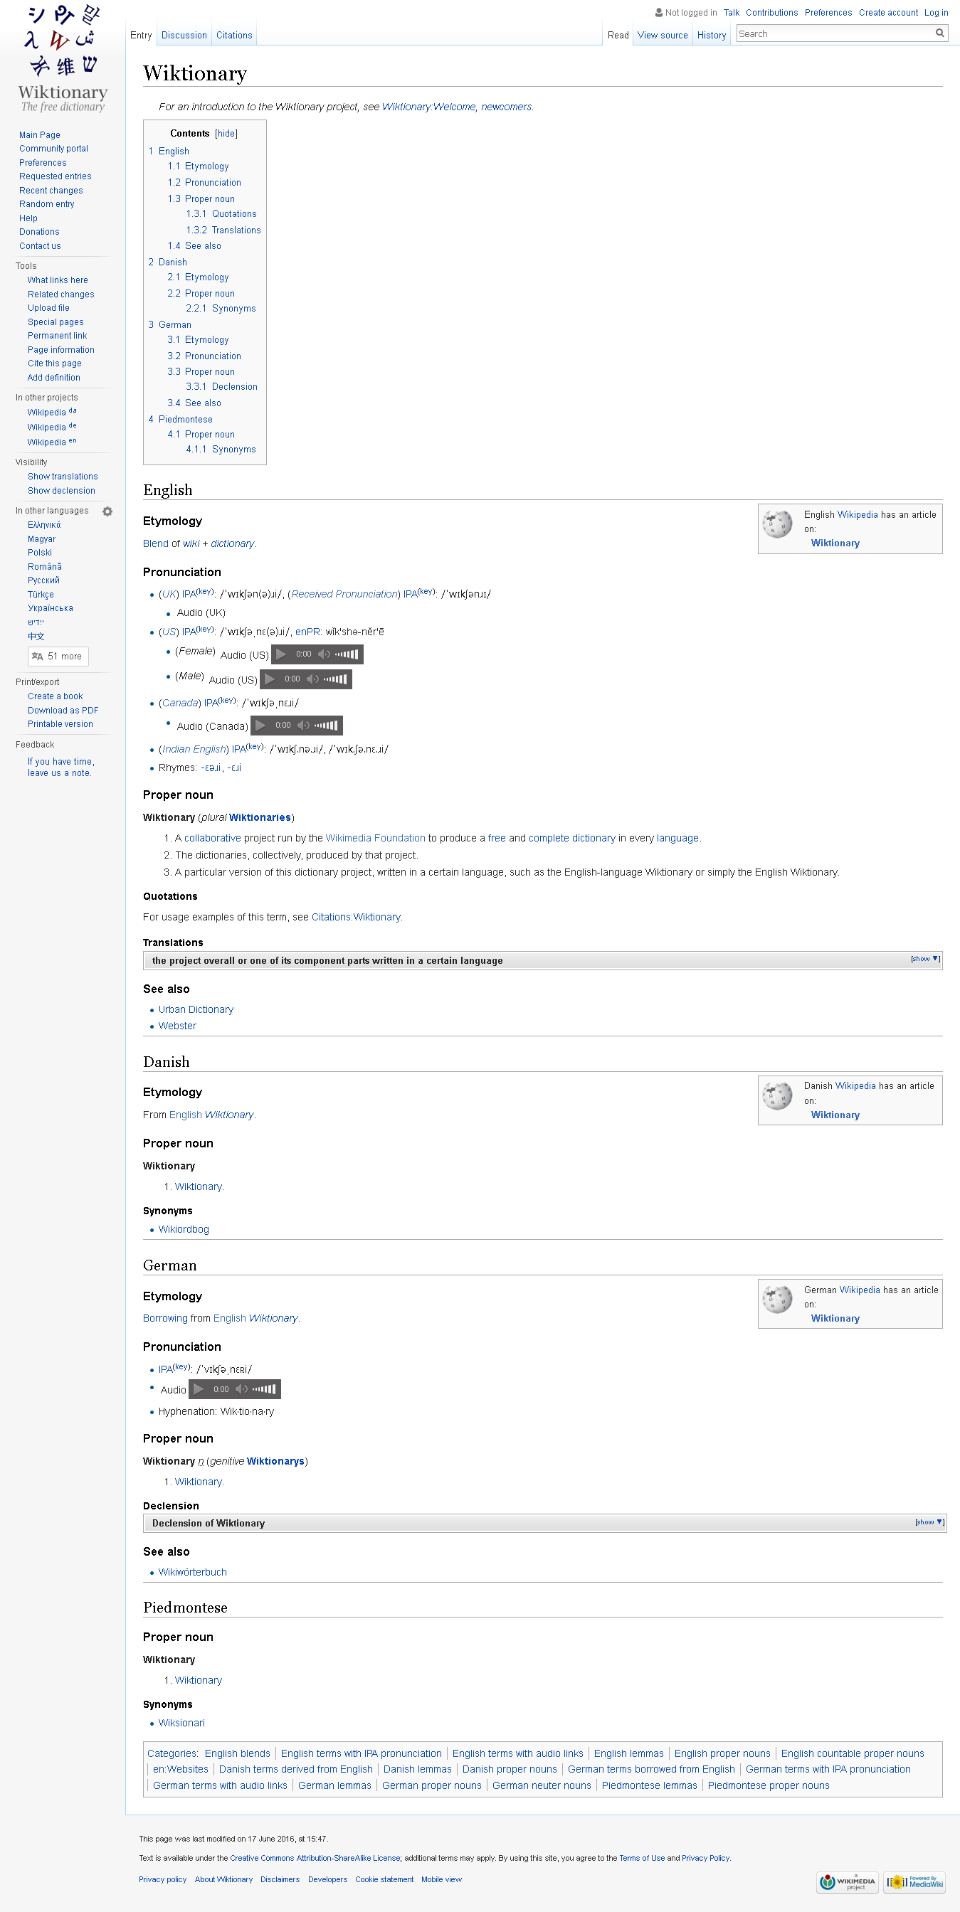 Not logged in Talk Contributions Preferences Create account Log in
Entry Discussion Citations Read View source History Search
Wiktionary
The free dictionary
Main Page
Community portal
Preferences
Requested entries
Recent changes
Random entry
Help
Donations
Contact us
Tools
What links here
Related changes
Upload file
Special pages
Permanent link
Page information
Cite this page
Add definition
In other projects
Wikipedia da
Wikipedia de
Wikipedia en
Visibility
Show translations
Show declension
In other languages
Ελληνικά
Magyar
Polski
Română
Русский
Türkçe
Українська
ייִדיש
中文
51 more
Print/export
Create a book
Download as PDF
Printable version
Feedback
If you have time,
leave us a note.
Wiktionary
For an introduction to the Wiktionary project, see Wiktionary:Welcome, newcomers.
Contents [hide]
1 English
1.1 Etymology
1.2 Pronunciation
1.3 Proper noun
1.3.1 Quotations
1.3.2 Translations
1.4 See also
2 Danish
2.1 Etymology
2.2 Proper noun
2.2.1 Synonyms
3 German
3.1 Etymology
3.2 Pronunciation
3.3 Proper noun
3.3.1 Declension
3.4 See also
4 Piedmontese
4.1 Proper noun
4.1.1 Synonyms
English
English Wikipedia has an article
on:
Wiktionary
Etymology
Blend of wiki + dictionary.
Pronunciation
(UK) IPA(key): /ˈwɪkʃən(ə)ɹi/, (Received Pronunciation) IPA(key): /ˈwɪkʃənɹɪ/
Audio (UK)
(US) IPA(key): /ˈwɪkʃəˌnɛ(ə)ɹi/, enPR: wĭk'shə-nĕr'ē
(Female) Audio (US) 0:00
(Male) Audio (US) 0:00
(Canada) IPA(key): /ˈwɪkʃəˌnɛɹi/
Audio (Canada) 0:00
(Indian English) IPA(key): /ˈwɪkʃ.nə.ɹi/, /ˈwɪk.ʃə.nɛ.ɹi/
Rhymes: -ɛəɹi, -ɛɹi
Proper noun
Wiktionary (plural Wiktionaries)
1. A collaborative project run by the Wikimedia Foundation to produce a free and complete dictionary in every language.
2. The dictionaries, collectively, produced by that project.
3. A particular version of this dictionary project, written in a certain language, such as the English-language Wiktionary or simply the English Wiktionary.
Quotations
For usage examples of this term, see Citations:Wiktionary.
Translations
the project overall or one of its component parts written in a certain language [show ▼]
See also
Urban Dictionary
Webster
Danish
Danish Wikipedia has an article
on:
Wiktionary
Etymology
From English Wiktionary.
Proper noun
Wiktionary
1. Wiktionary.
Synonyms
Wikiordbog
German
German Wikipedia has an article
on:
Wiktionary
Etymology
Borrowing from English Wiktionary.
Pronunciation
IPA(key): /ˈvɪkʃəˌnɛʀi/
Audio 0:00
Hyphenation: Wik‧tio‧na‧ry
Proper noun
Wiktionary n (genitive Wiktionarys)
1. Wiktionary.
Declension
Declension of Wiktionary [show ▼]
See also
Wikiwörterbuch
Piedmontese
Proper noun
Wiktionary
1. Wiktionary
Synonyms
Wiksionari
Categories: English blends | English terms with IPA pronunciation | English terms with audio links | English lemmas | English proper nouns | English countable proper nouns
| en:Websites | Danish terms derived from English | Danish lemmas | Danish proper nouns | German terms borrowed from English | German terms with IPA pronunciation
| German terms with audio links | German lemmas | German proper nouns | German neuter nouns | Piedmontese lemmas | Piedmontese proper nouns
This page was last modified on 17 June 2016, at 15:47.
Text is available under the Creative Commons Attribution-ShareAlike License; additional terms may apply. By using this site, you agree to the Terms of Use and Privacy Policy.
Privacy policy About Wiktionary Disclaimers Developers Cookie statement Mobile view
A WIKIMEDIA project
Powered By MediaWiki